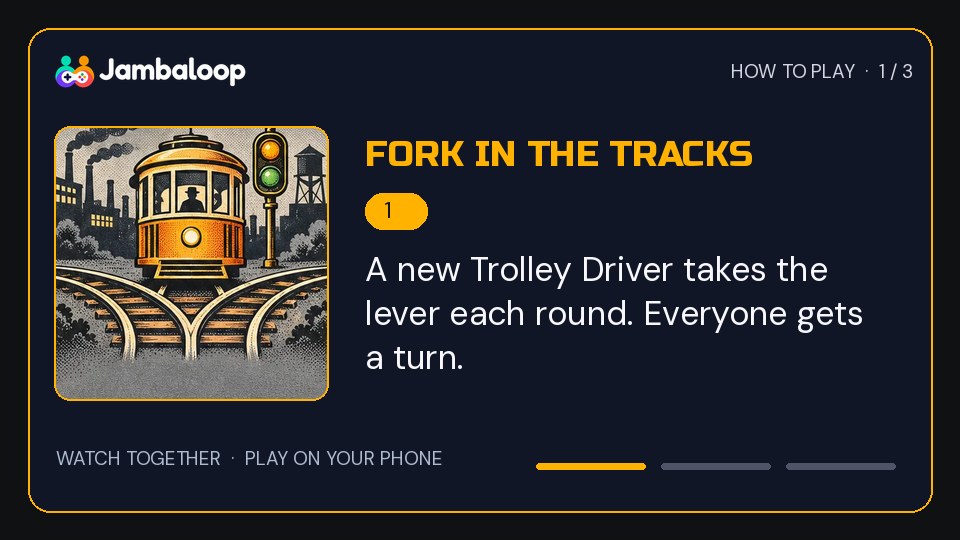 Jambaloop
HOW TO PLAY · 1 / 3
FORK IN THE TRACKS
1
A new Trolley Driver takes the
lever each round. Everyone gets
a turn.
WATCH TOGETHER · PLAY ON YOUR PHONE